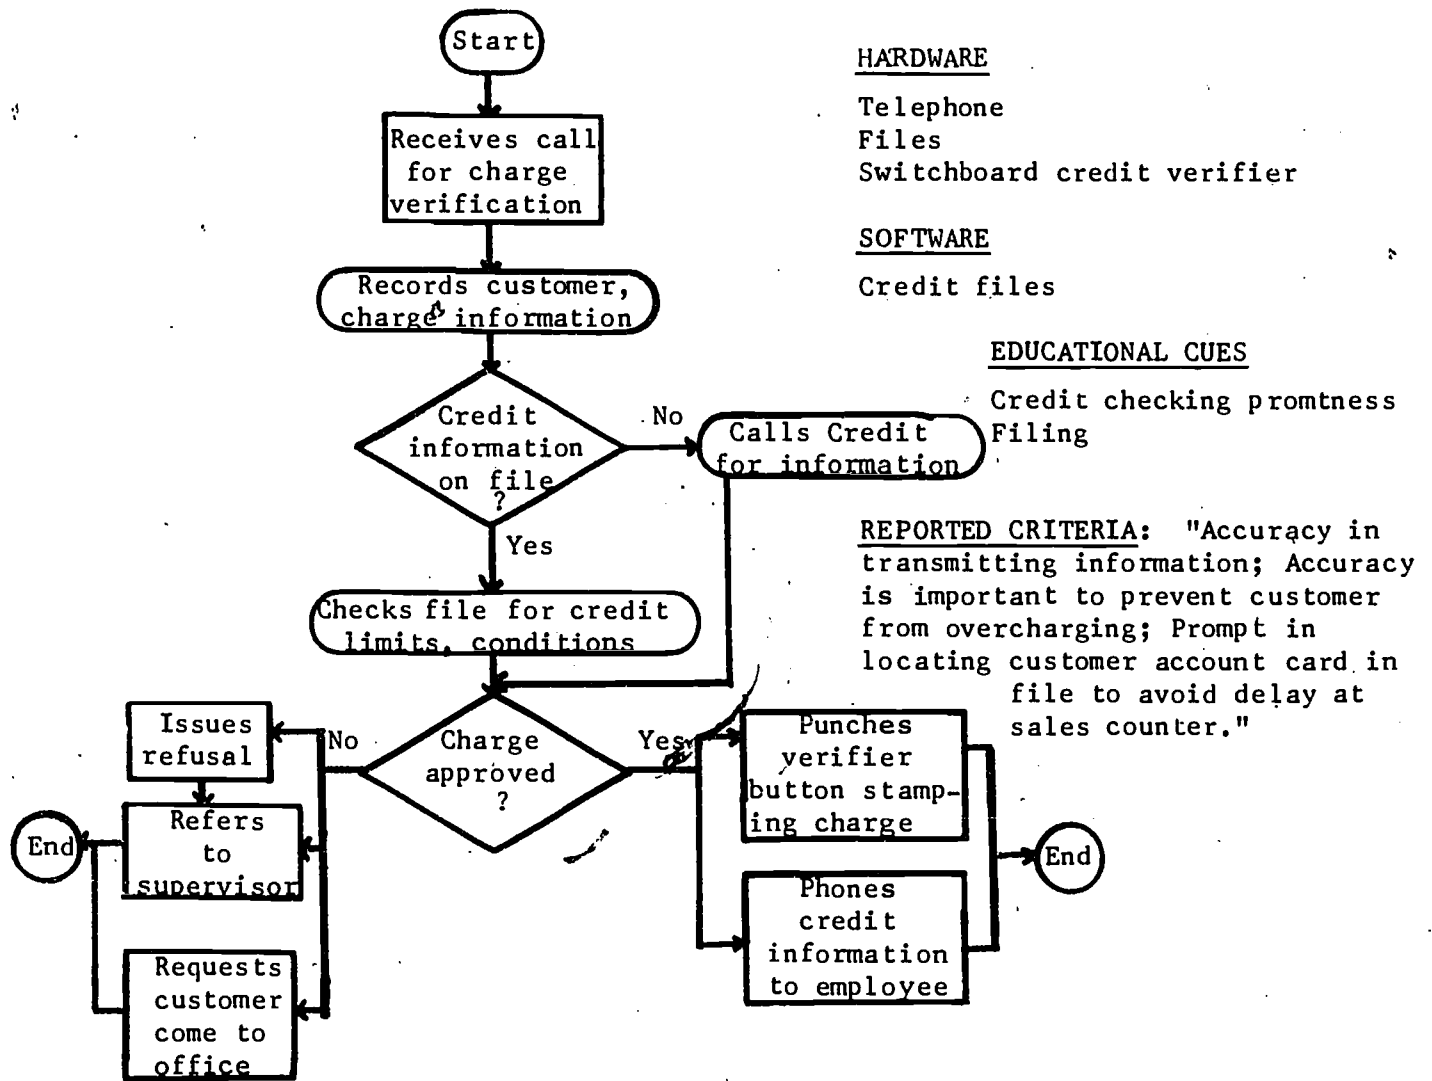 Start
Receives call
for charge
verification
Records customer,
charge information
Credit
information
on file
?
No
Calls Credit
for information
Yes
Checks file for credit
limits, conditions
Charge
approved
?
No
Issues
refusal
Refers
to
supervisor
Requests
customer
come to
office
End
Yes
Punches
verifier
button stamp-
ing charge
Phones
credit
information
to employee
End
HARDWARE
Telephone
Files
Switchboard credit verifier
SOFTWARE
Credit files
EDUCATIONAL CUES
Credit checking promtness
Filing
REPORTED CRITERIA: "Accuracy in
transmitting information; Accuracy
is important to prevent customer
from overcharging; Prompt in
locating customer account card in
file to avoid delay at
sales counter."